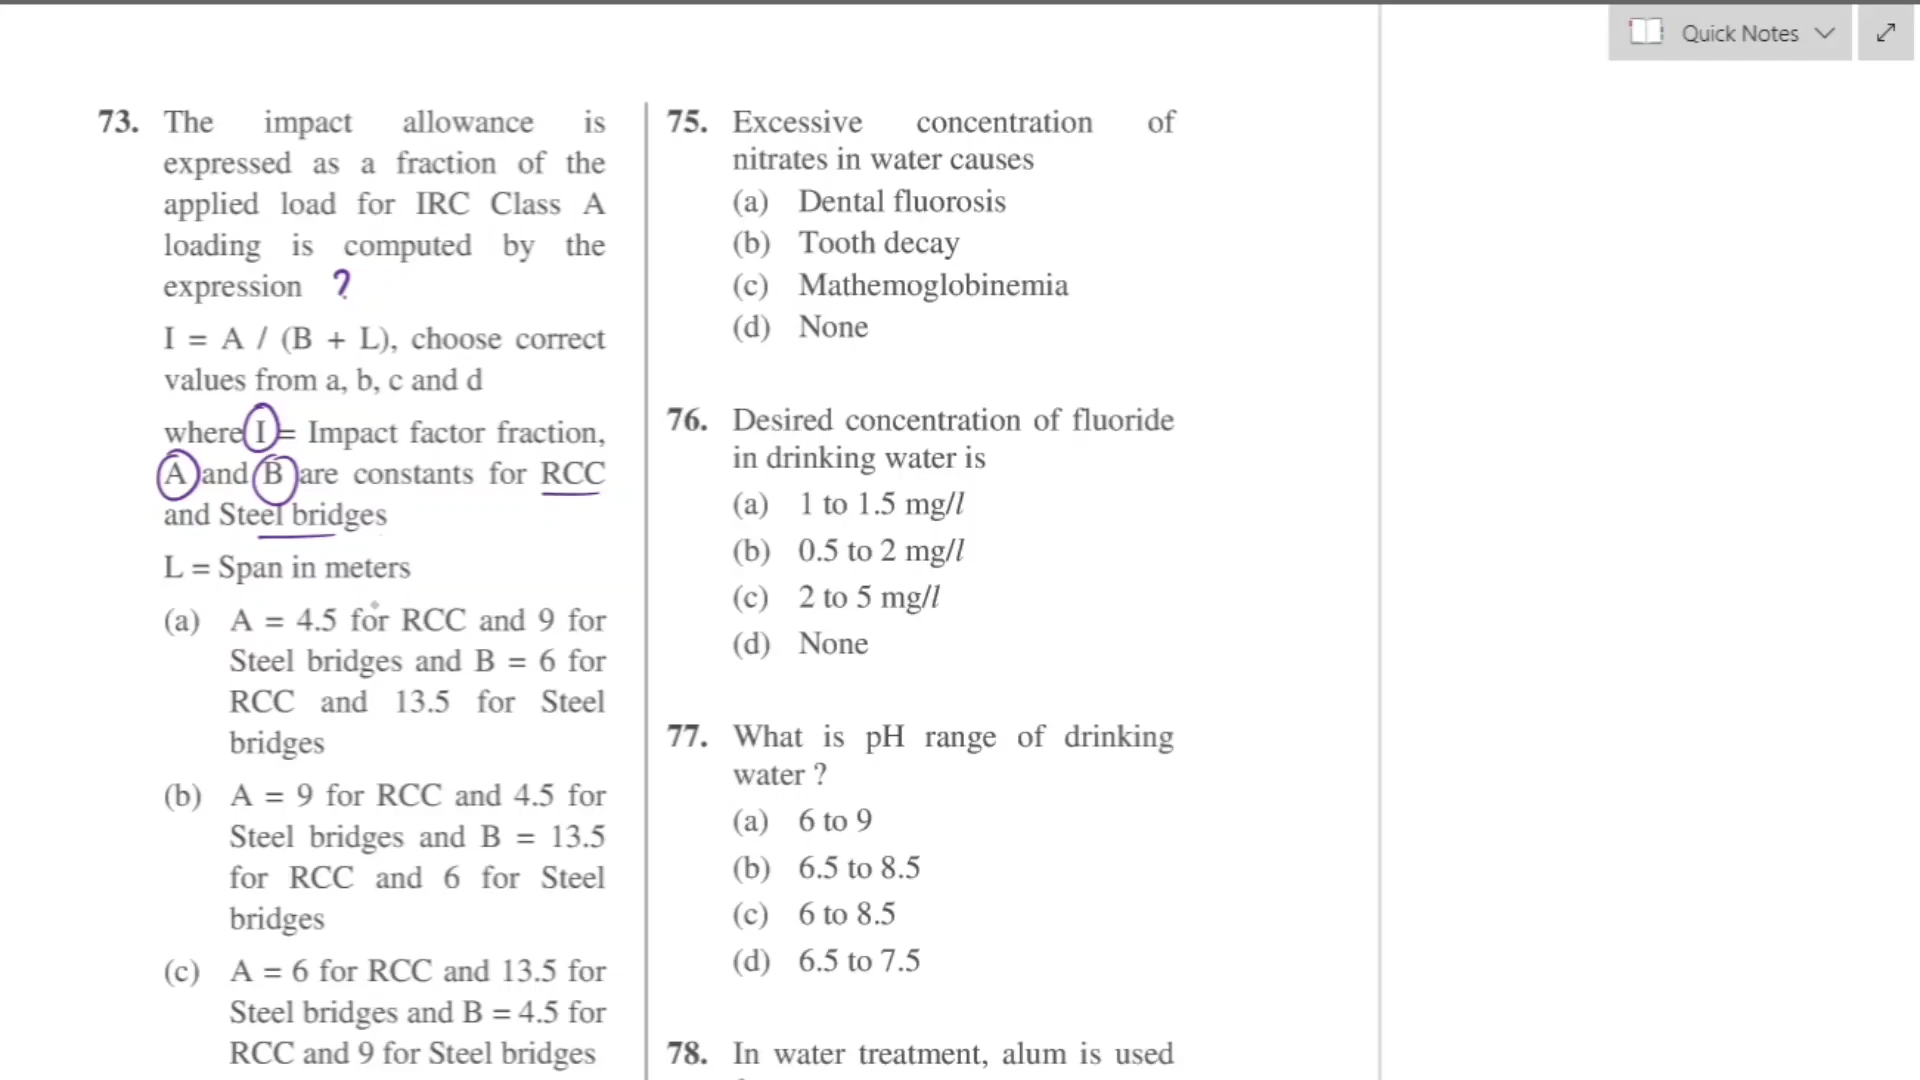 Quick Notes
73. The impact allowance is
expressed as a fraction of the
applied load for IRC Class A
loading is computed by the
expression ?
I = A / (B + L), choose correct
values from a, b, c and d
where I = Impact factor fraction,
A and B are constants for RCC
and Steel bridges
L = Span in meters
(a) A = 4.5 for RCC and 9 for
Steel bridges and B = 6 for
RCC and 13.5 for Steel
bridges
(b) A = 9 for RCC and 4.5 for
Steel bridges and B = 13.5
for RCC and 6 for Steel
bridges
(c) A = 6 for RCC and 13.5 for
Steel bridges and B = 4.5 for
RCC and 9 for Steel bridges
75. Excessive concentration of
nitrates in water causes
(a) Dental fluorosis
(b) Tooth decay
(c) Mathemoglobinemia
(d) None
76. Desired concentration of fluoride
in drinking water is
(a) 1 to 1.5 mg/l
(b) 0.5 to 2 mg/l
(c) 2 to 5 mg/l
(d) None
77. What is pH range of drinking
water ?
(a) 6 to 9
(b) 6.5 to 8.5
(c) 6 to 8.5
(d) 6.5 to 7.5
78. In water treatment, alum is used